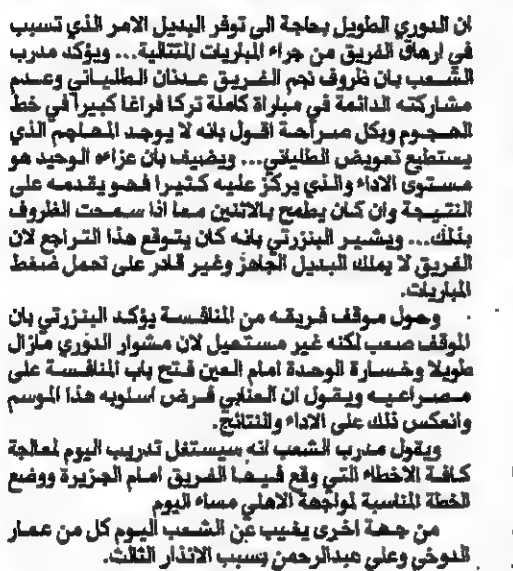 ان الدوري الطويل بحاجة الى توفر البديل الامر الذي تسبب
في ارهاق الفريق من جراء المباريات المتتالية... ويؤكد مدرب
الشعب بان ظروف نجم الفريق عدنان الطلياني وعدم
مشاركته الدائمة في مباراة كاملة تركا فراغا كبيرا في خط
الهجوم وبكل صراحة اقول بانه لا يوجد المهاجم الذي
يستطيع تعويض الطلياني... ويضيف بان عزاءه الوحيد هو
مستوى الاداء والذي يركز عليه كثيرا فهو يقدمه على
النتيجة وان كان يطمح بالاثنين معا اذا سمحت الظروف
بذلك... ويشير البنزرتي بانه كان يتوقع هذا التراجع لان
الفريق لا يملك البديل الجاهز وغير قادر على تحمل ضغط
المباريات.
وحول موقف فريقه من المنافسة يؤكد البنزرتي بان
الموقف صعب لكنه غير مستحيل لان مشوار الدوري مازال
طويلا وخسارة الوحدة امام العين فتح باب المنافسة على
مصراعيه ويقول ان العنابي فرض اسلوبه هذا الموسم
وانعكس ذلك على الاداء والنتائج.
ويقول مدرب الشعب انه سيستغل تدريب اليوم لمعالجة
كافة الاخطاء التي وقع فيها الفريق امام الجزيرة ووضع
الخطة المناسبة لمواجهة الاهلي مساء اليوم
من جهة اخرى يغيب عن الشعب اليوم كل من عمار
الدوخي وعلي عبدالرحمن بسبب الانذار الثالث.